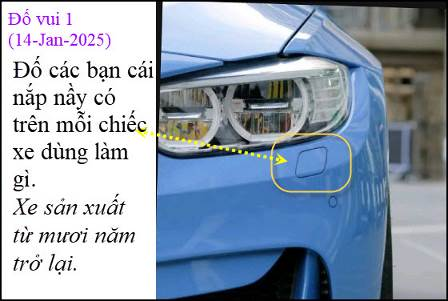 Đố vui 1
(14-Jan-2025)
Đố các bạn cái
nắp nầy có
trên mỗi chiếc
xe dùng làm
gì.
Xe sản xuất
từ mươi năm
trở lại.